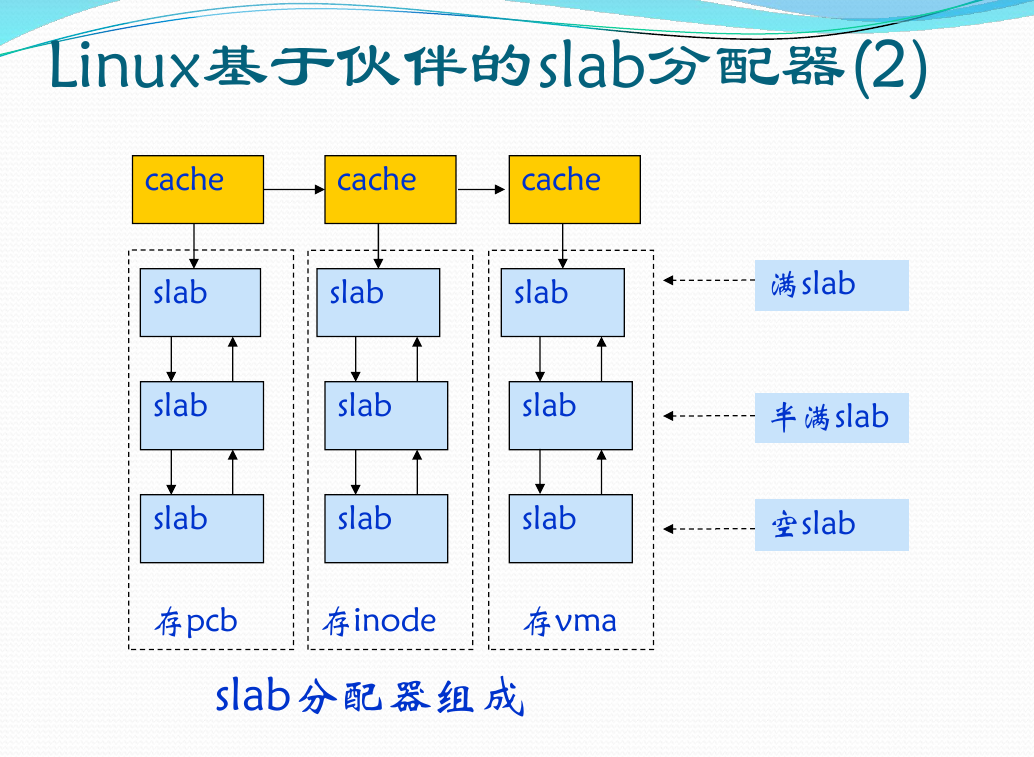 Linux基于伙伴的slab分配器(2)
cache
cache
cache
slab
slab
slab
满slab
slab
slab
slab
半满slab
slab
slab
slab
空slab
存pcb
存inode
存vma
slab分配器组成